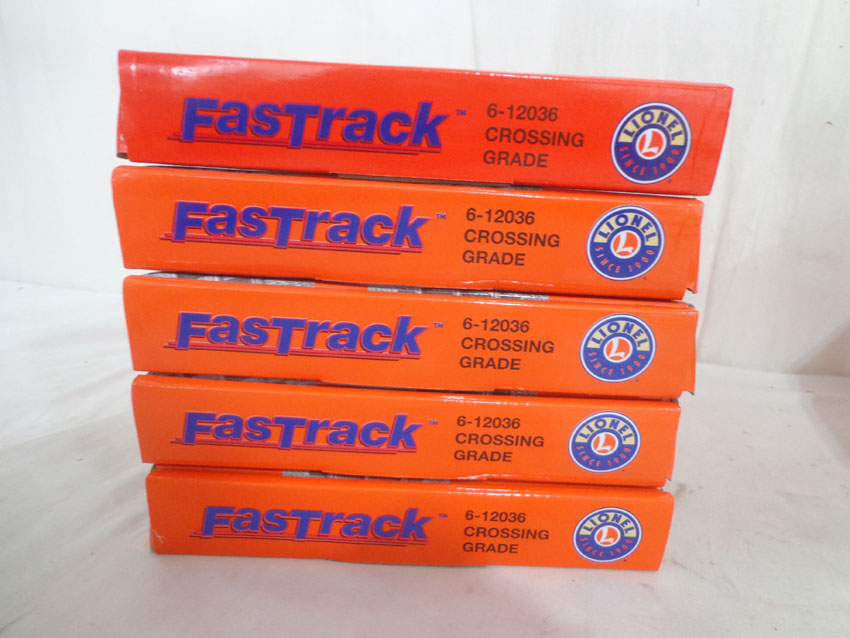 FasTrack™
6-12036
CROSSING
GRADE
LIONEL
L
SINCE 1900
FasTrack™
6-12036
CROSSING
GRADE
LIONEL
L
SINCE 1900
FasTrack™
6-12036
CROSSING
GRADE
LIONEL
L
SINCE 1900
FasTrack™
6-12036
CROSSING
GRADE
LIONEL
L
SINCE 1900
FasTrack™
6-12036
CROSSING
GRADE
LIONEL
L
SINCE 1900